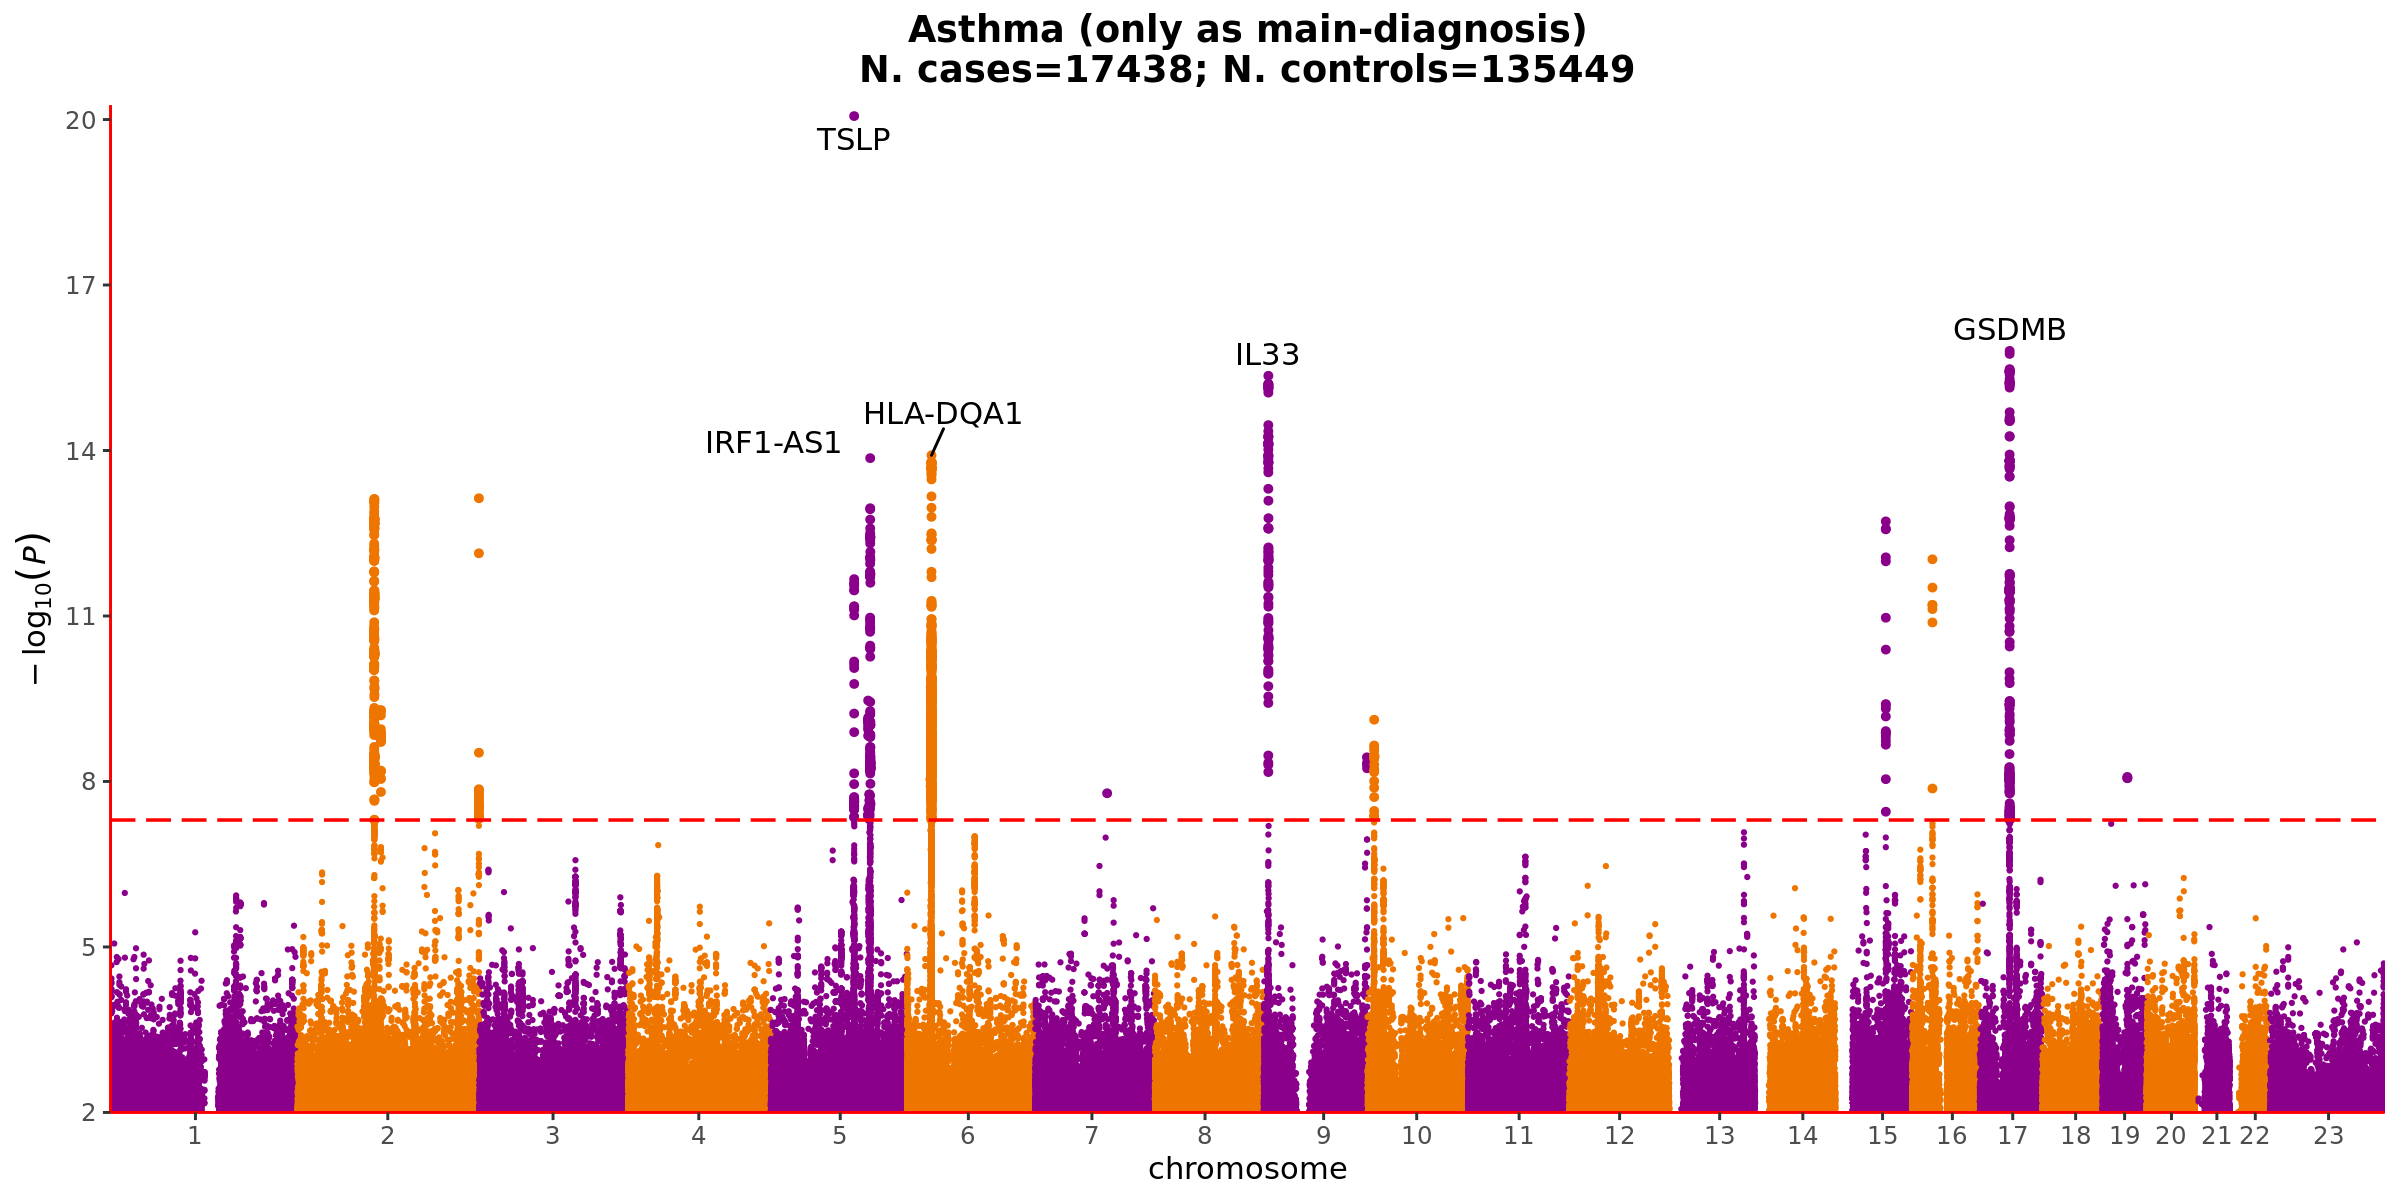 Asthma (only as main-diagnosis)
N. cases=17438; N. controls=135449
20
TSLP
17
GSDMB
IL33
HLA-DQA1
IRF1-AS1
14
11
8
5
2
−log10(P)
1 2 3 4 5 6 7 8 9 10 11 12 13 14 15 16 17 18 19 20 21 22 23
chromosome